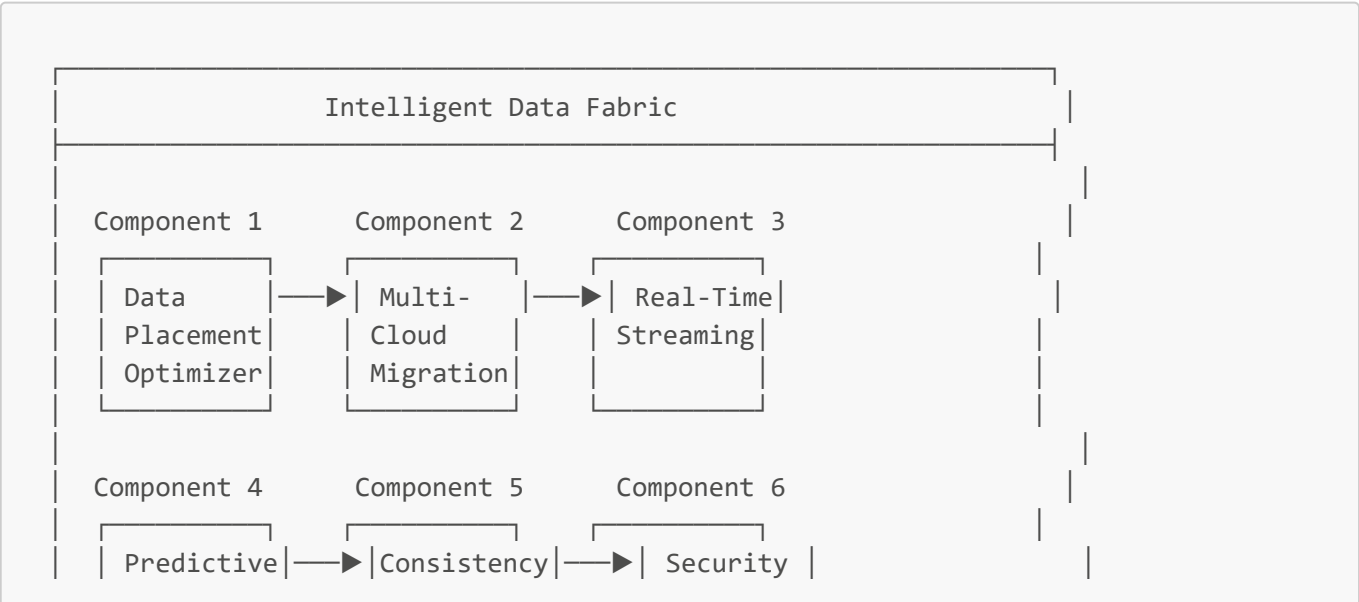 Intelligent Data Fabric
Component 1 Component 2 Component 3
Data Multi- Real-Time
Placement Cloud Streaming
Optimizer Migration
Component 4 Component 5 Component 6
Predictive Consistency Security